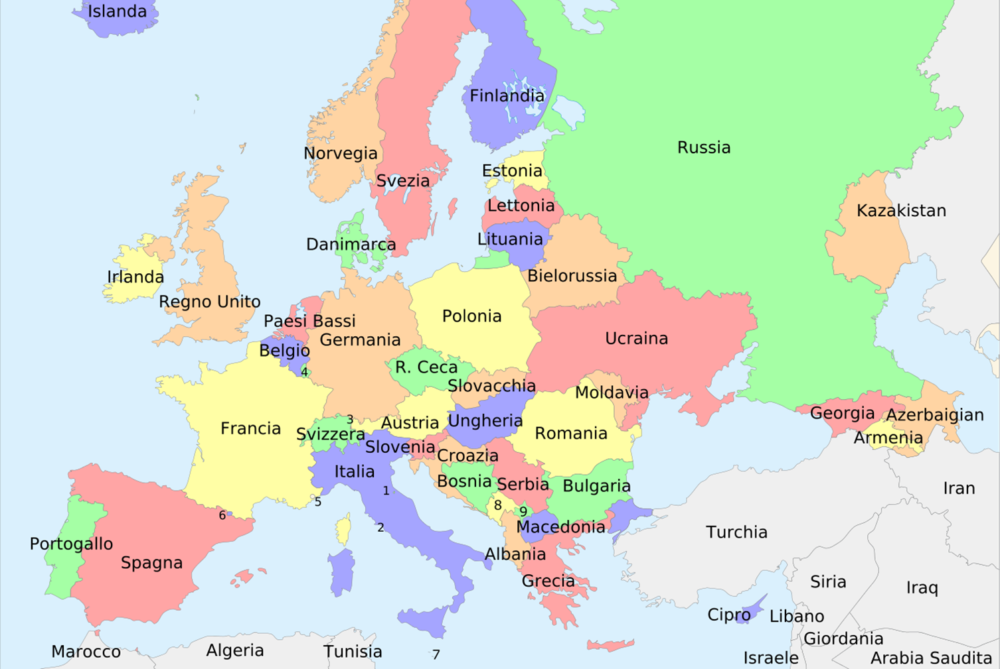 Islanda
Finlandia
Norvegia
Russia
Svezia
Estonia
Lettonia
Kazakistan
Danimarca
Lituania
Irlanda
Bielorussia
Regno Unito
Paesi Bassi
Polonia
Germania
Ucraina
Belgio
4
R. Ceca
Slovacchia
Moldavia
Francia
3
Svizzera
Austria
Ungheria
Romania
Georgia
Azerbaigian
Armenia
Slovenia
Croazia
Italia
1
Bosnia
Serbia
Bulgaria
Iran
5
6
8
9
2
Macedonia
Turchia
Portogallo
Spagna
Albania
Grecia
Siria
Iraq
Cipro
Libano
Marocco
Algeria
Tunisia
7
Giordania
Israele
Arabia Saudita